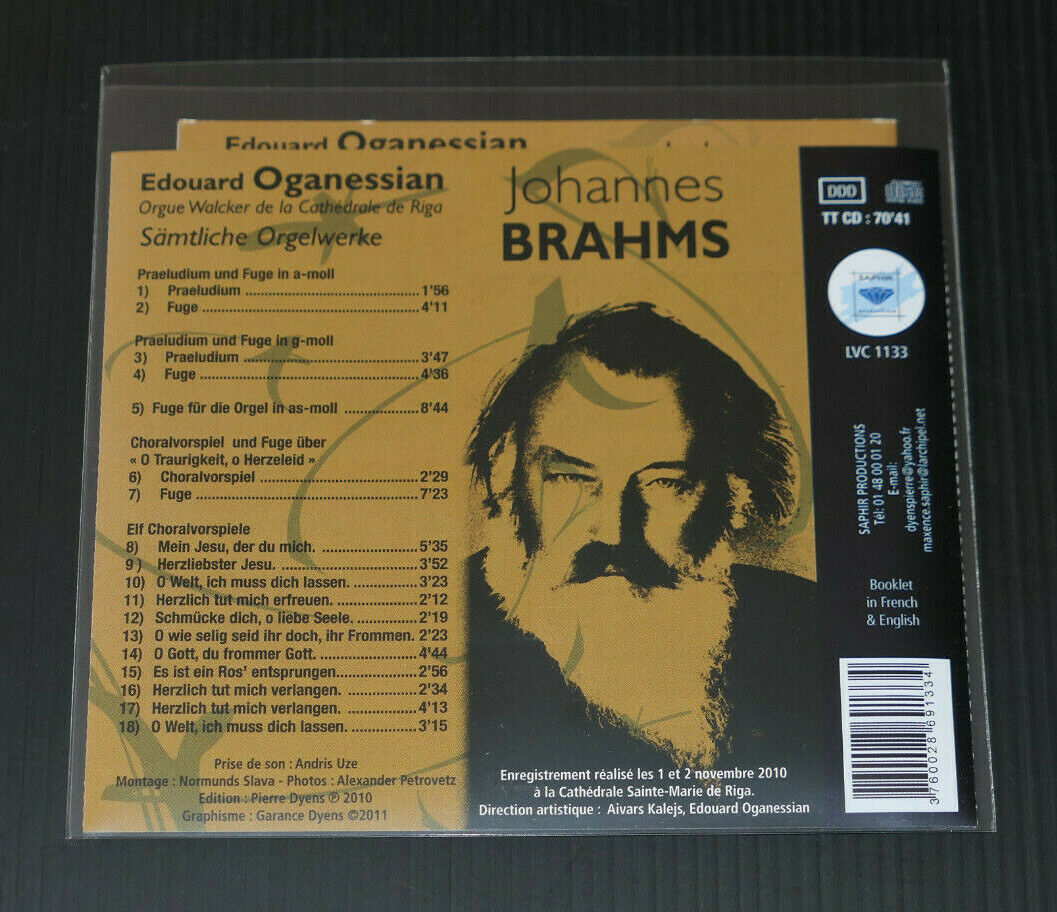 Edouard Oganessian
Edouard Oganessian
Orgue Walcker de la Cathédrale de Riga
Sämtliche Orgelwerke
Praeludium und Fuge in a-moll
1) Praeludium ........ 1'56
2) Fuge ........ 4'11
Praeludium und Fuge in g-moll
3) Praeludium ........ 3'47
4) Fuge ........ 4'36
5) Fuge für die Orgel in as-moll ........ 8'44
Choralvorspiel und Fuge über
« O Traurigkeit, o Herzeleid »
6) Choralvorspiel ........ 2'29
7) Fuge ........ 7'23
Elf Choralvorspiele
8) Mein Jesu, der du mich. ........ 5'35
9 ) Herzliebster Jesu. ........ 3'52
10) O Welt, ich muss dich lassen. ........ 3'23
11) Herzlich tut mich erfreuen. ........ 2'12
12) Schmücke dich, o liebe Seele. ........ 2'19
13) O wie selig seid ihr doch, ihr Frommen. 2'23
14) O Gott, du frommer Gott. ........ 4'44
15) Es ist ein Ros' entsprungen........ 2'56
16) Herzlich tut mich verlangen. ........ 2'34
17) Herzlich tut mich verlangen. ........ 4'13
18) O Welt, ich muss dich lassen. ........ 3'15
Prise de son : Andris Uze
Montage : Normunds Slava - Photos : Alexander Petrovetz
Edition : Pierre Dyens ℗ 2010
Graphisme : Garance Dyens ©2011
Johannes
BRAHMS
Enregistrement réalisé les 1 et 2 novembre 2010
à la Cathédrale Sainte-Marie de Riga.
Direction artistique : Aivars Kalejs, Edouard Oganessian
DDD
TT CD : 70'41
SAPHIR
LVC 1133
SAPHIR PRODUCTIONS
Tél: 01 48 00 01 20
E-mail:
dyenspierre@yahoo.fr
maxence.saphir@larchipel.net
Booklet
in French
& English
3 760028 691334